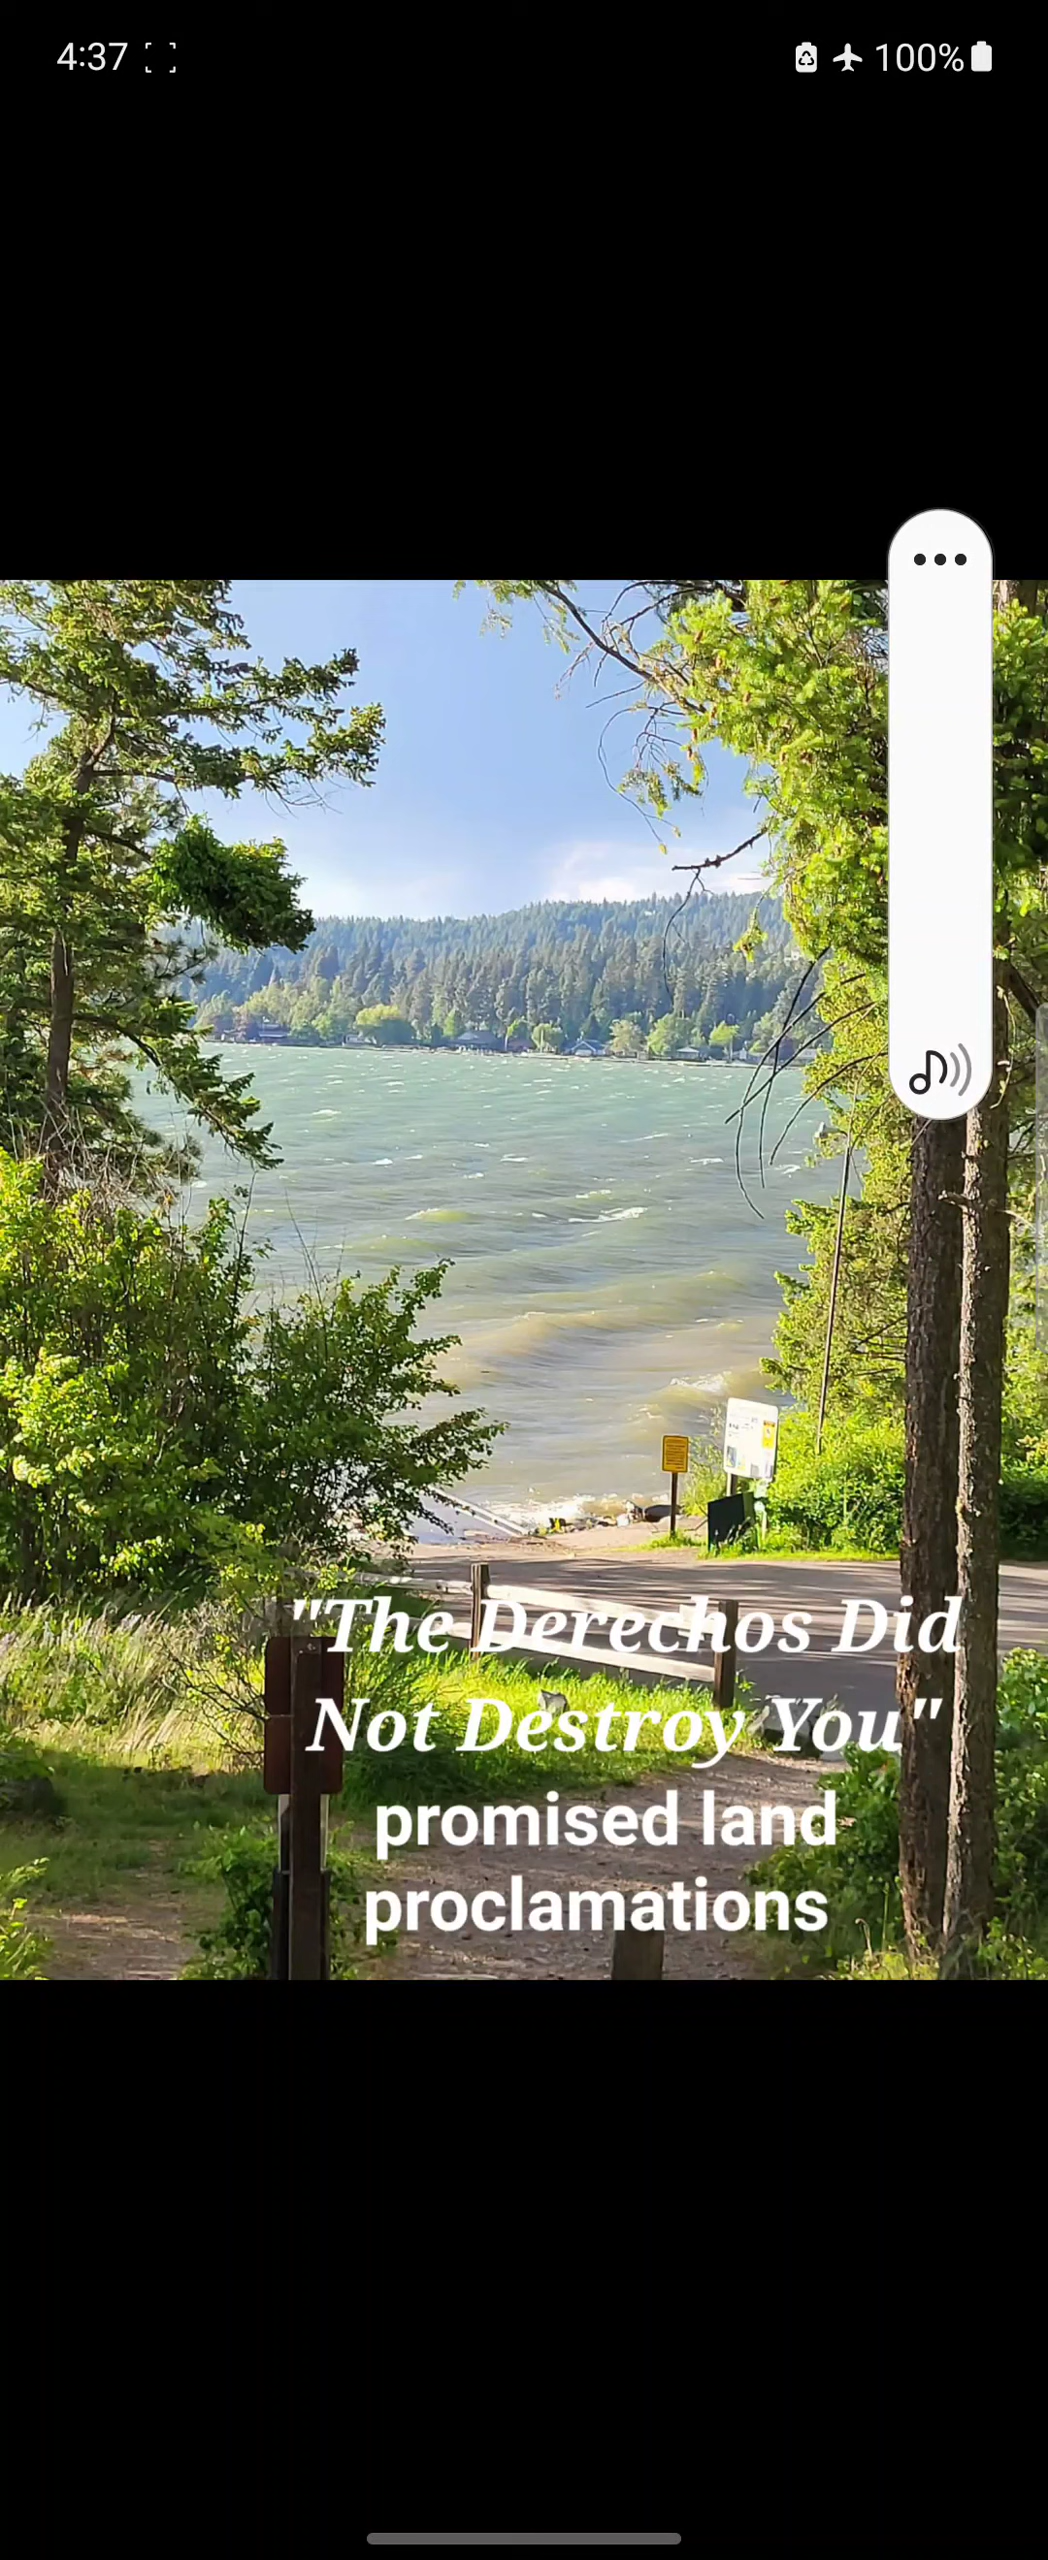 4:37 100%
"The Derechos Did
Not Destroy You"
promised land
proclamations